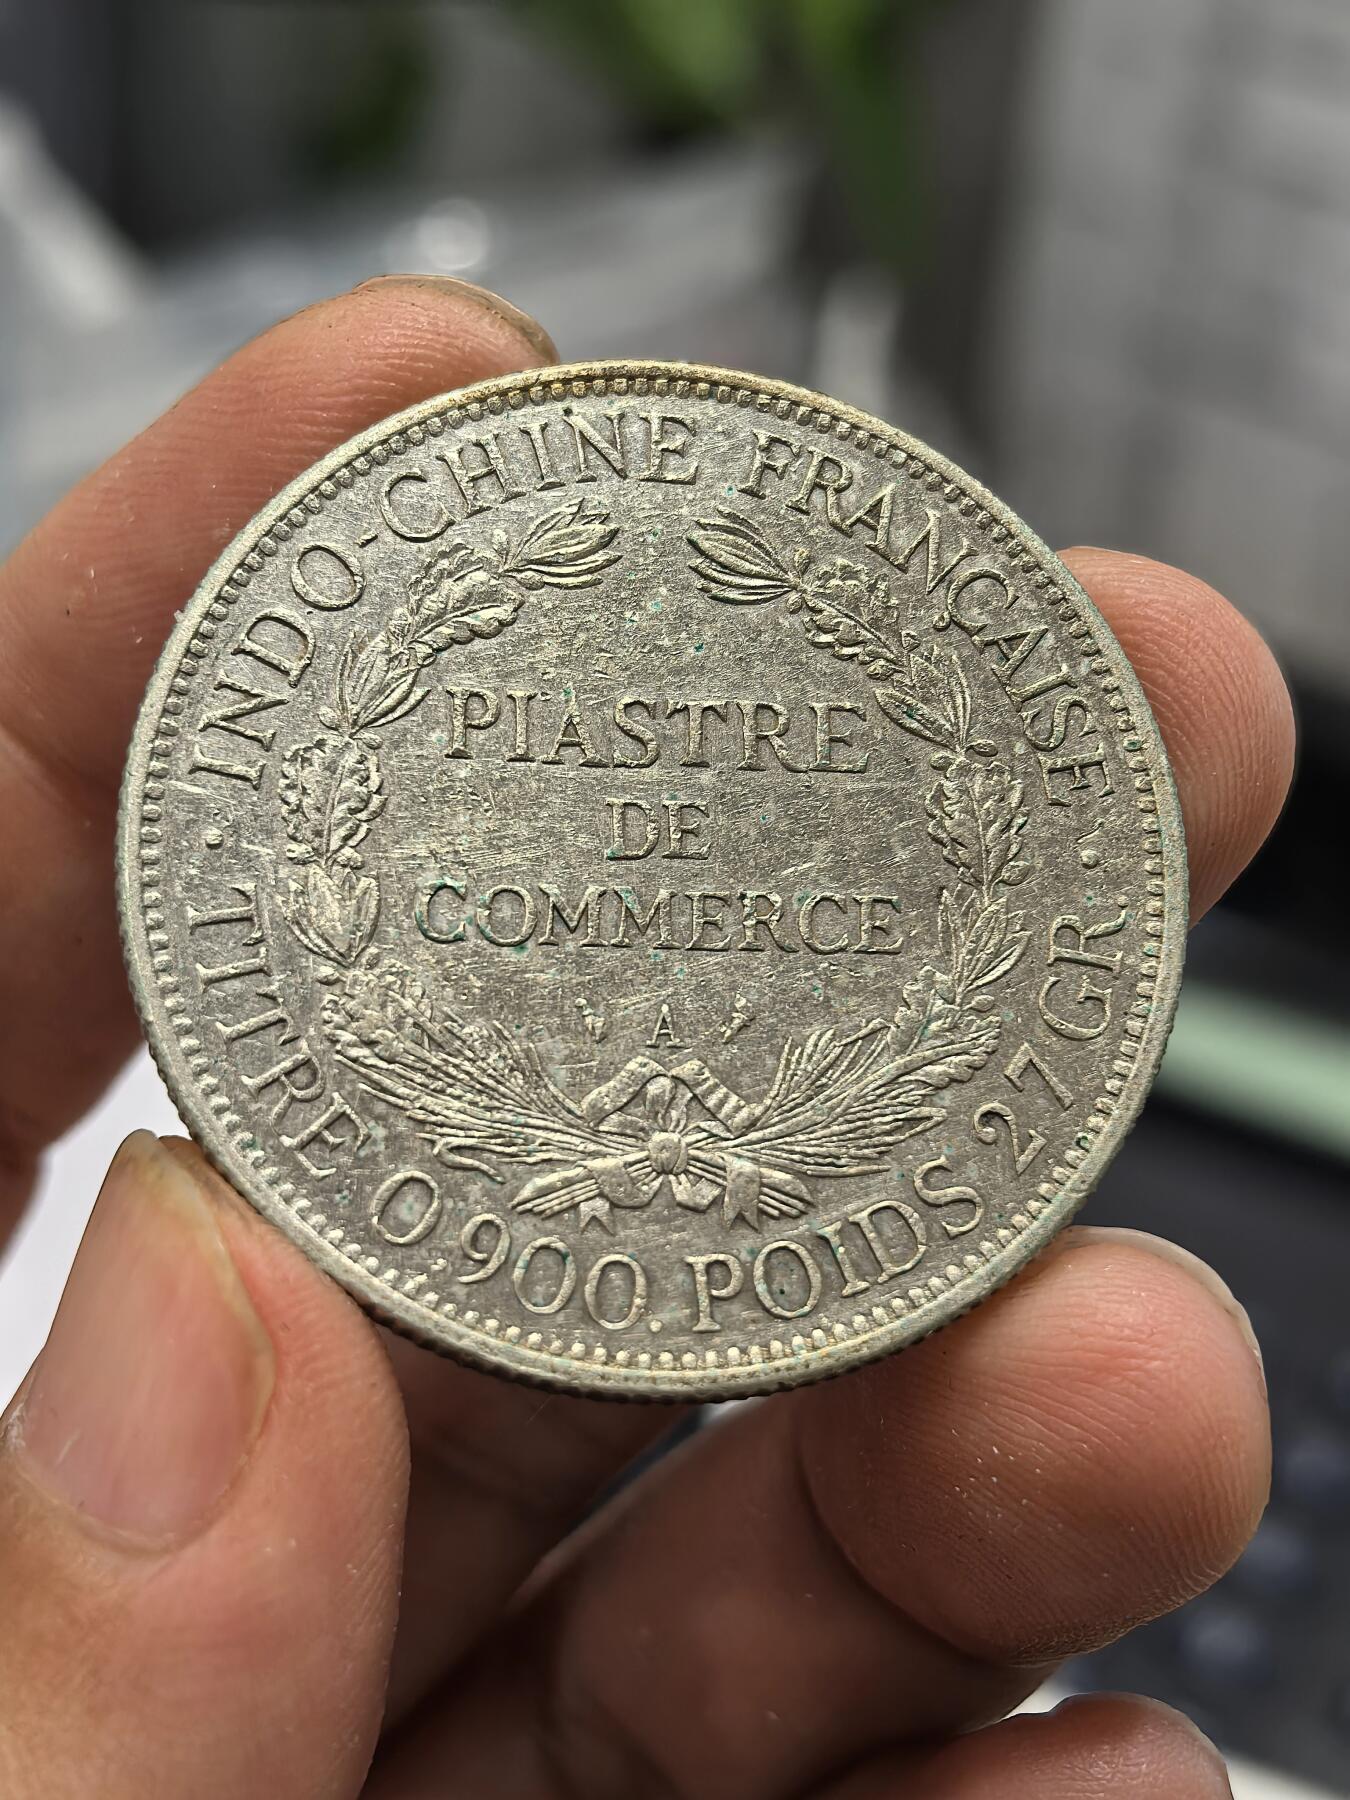 INDO-CHINE FRANÇAISE
PIASTRE
DE
COMMERCE
A
TITRE 0,900. POIDS 27 GR.